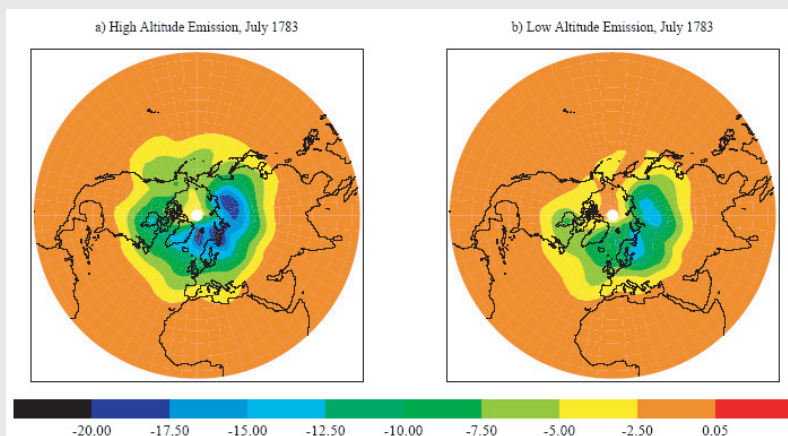 a) High Altitude Emission, July 1783
b) Low Altitude Emission, July 1783
-20.00 -17.50 -15.00 -12.50 -10.00 -7.50 -5.00 -2.50 0.05